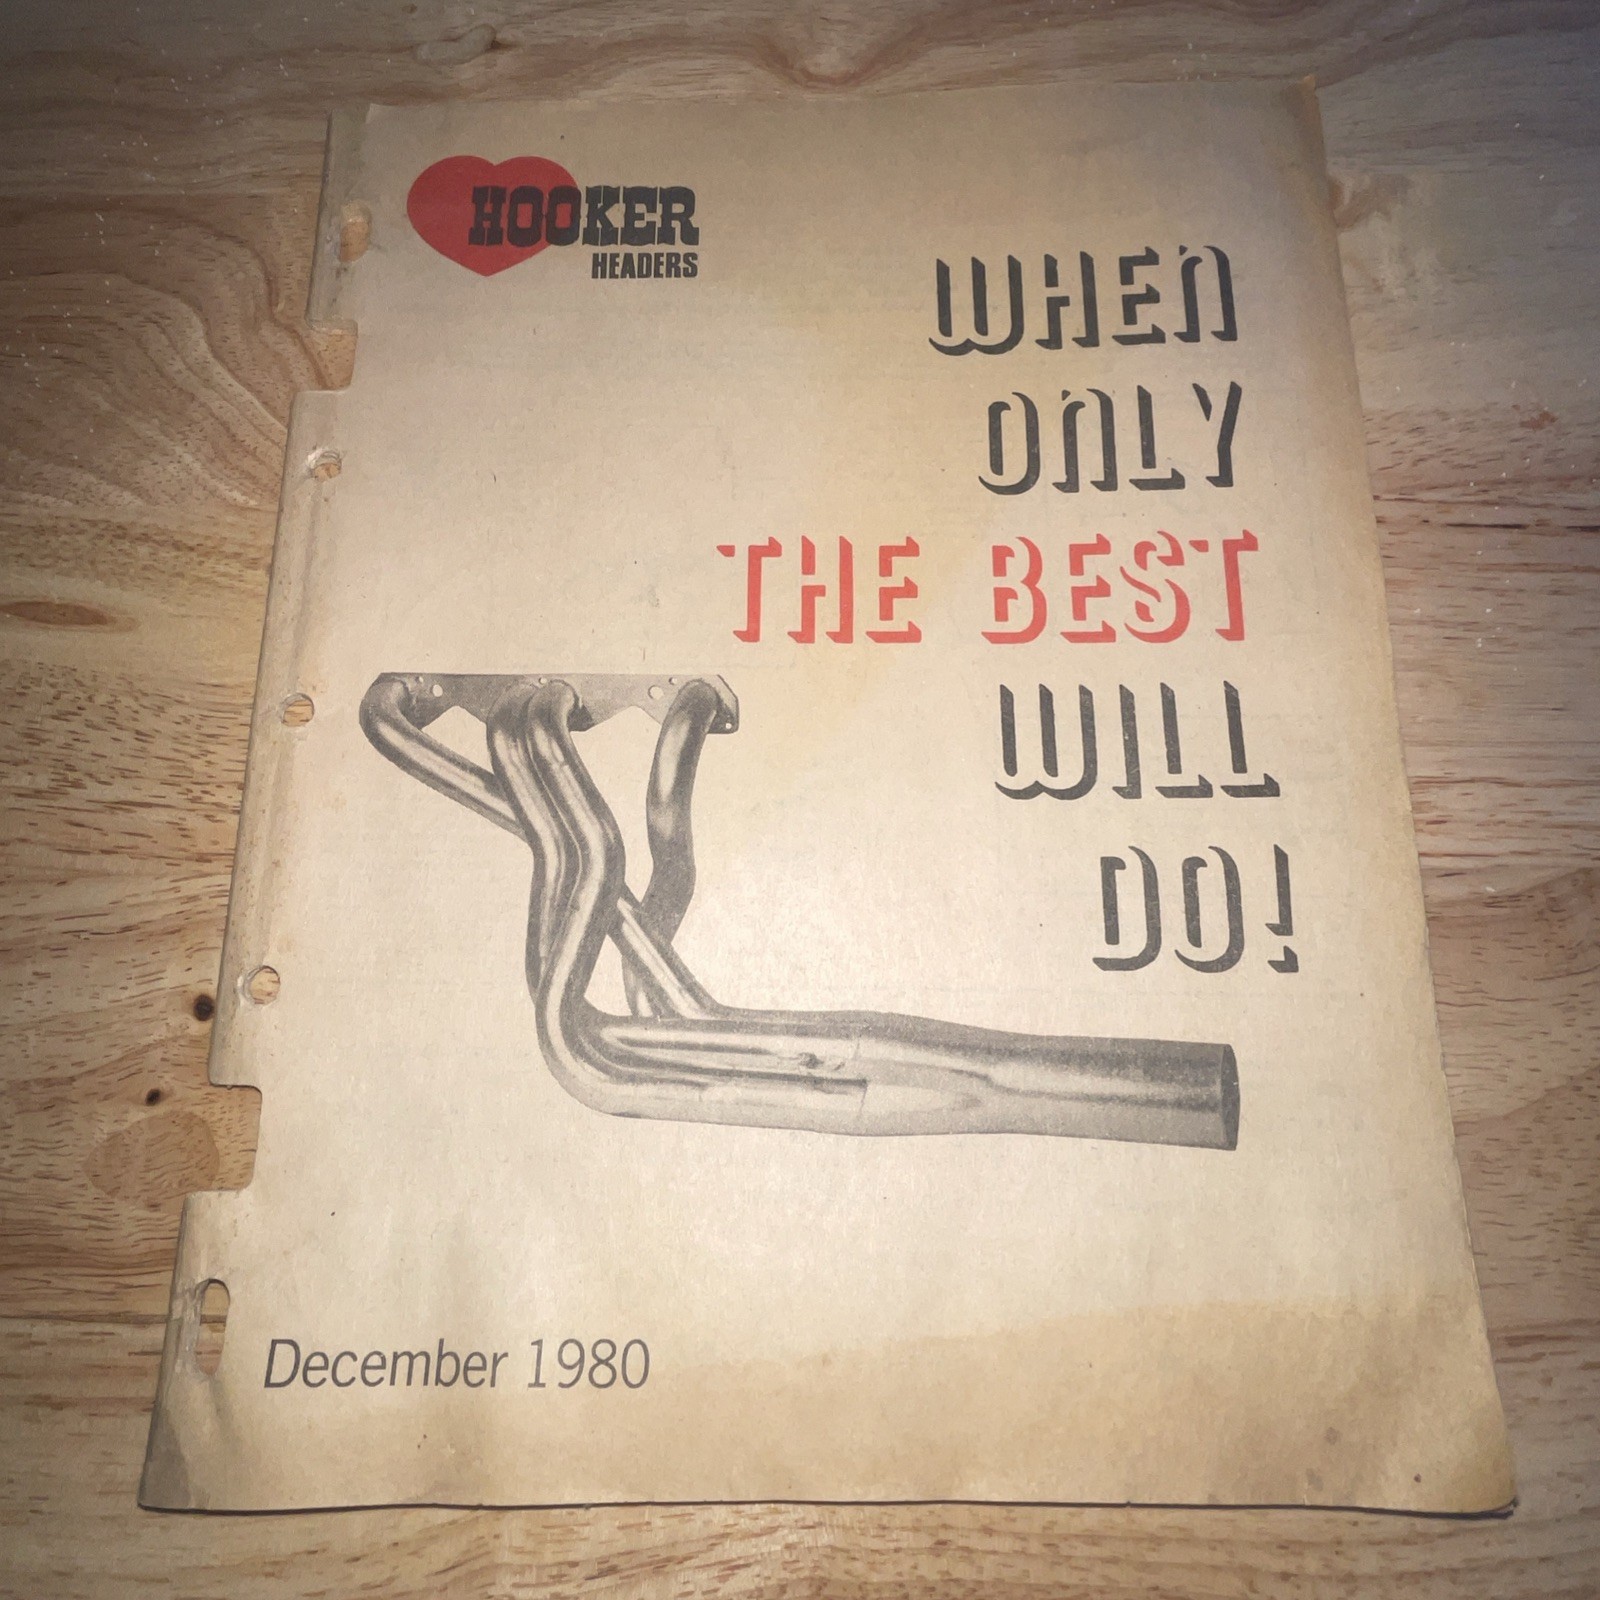 HOOKER
HEADERS
WHEN
ONLY
THE BEST
WILL
DO!
December 1980